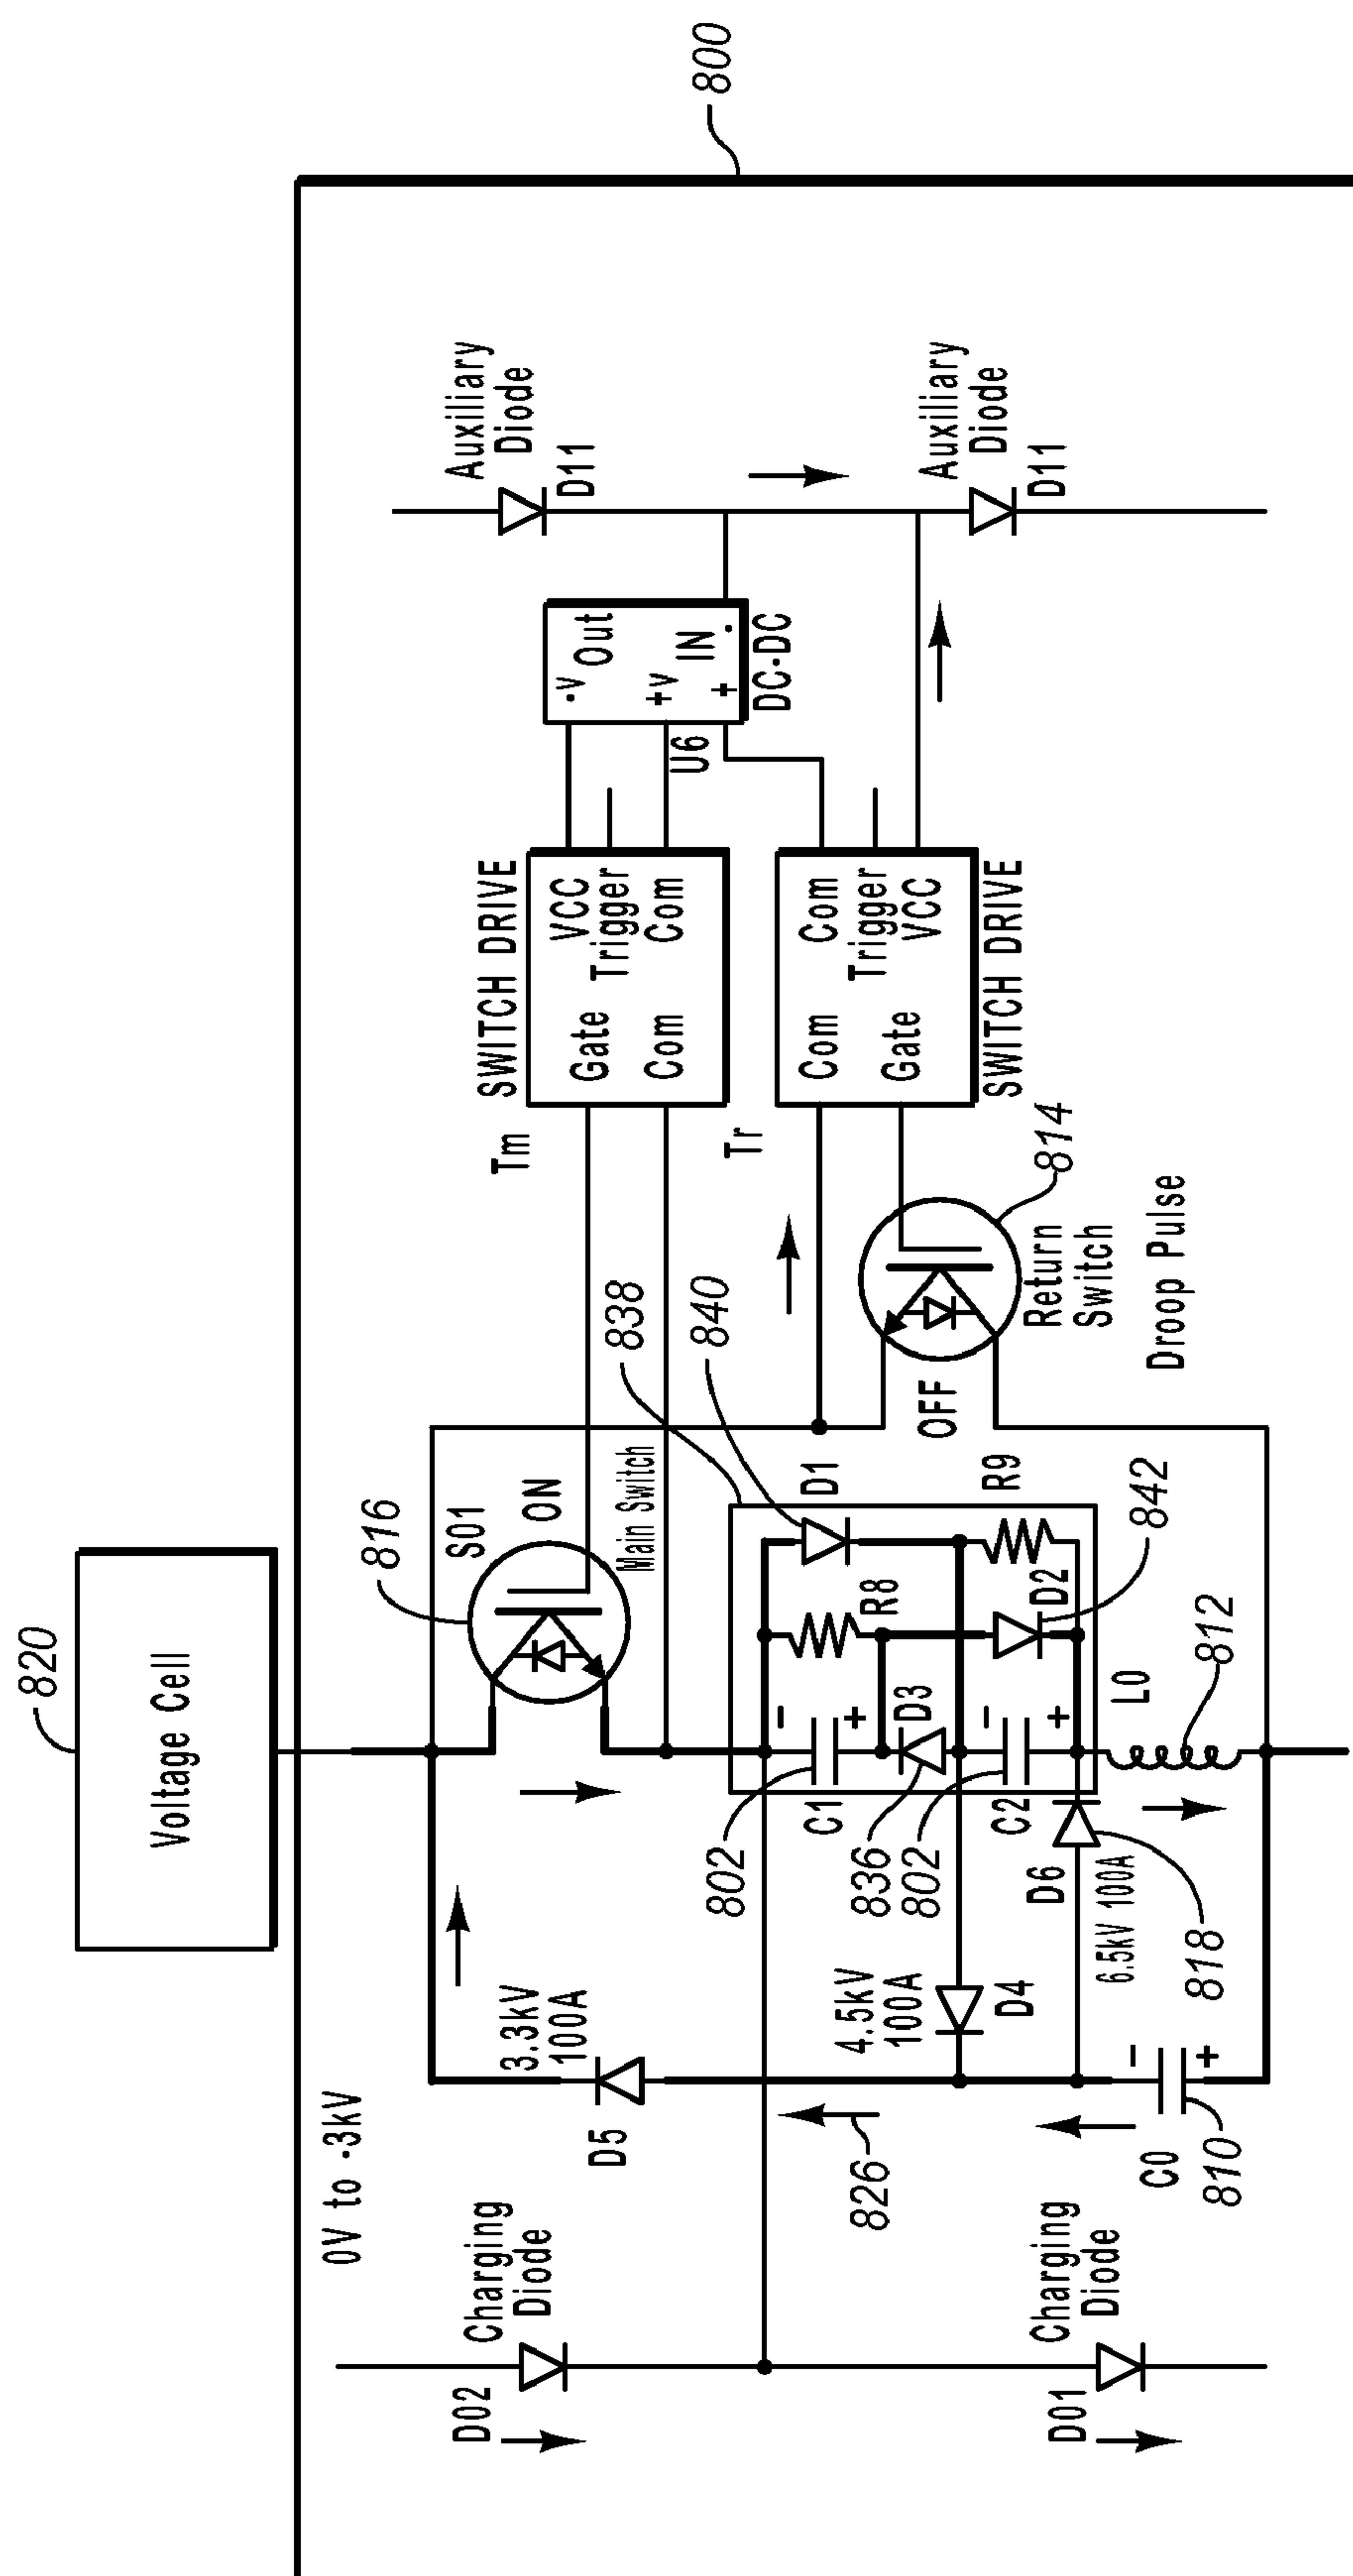 820
Voltage Cell
800
0V to -3kV
816
S01
ON
Main Switch
838
840
Tm
SWITCH DRIVE
Gate
VCC
Trigger
Com
Com
Tr
Com
Com
Trigger
Gate
VCC
SWITCH DRIVE
-V
Out
+V
IN
+
-
U6
DC-DC
Auxiliary
Diode
D11
Auxiliary
Diode
D11
D02
Charging
Diode
D01
Charging
Diode
D5
3.3kV
100A
826
4.5kV
100A
D4
C0
810
-
+
D6
6.5kV 100A
818
802
C1
-
+
836
D3
802
C2
-
+
R8
D1
D2
R9
842
L0
812
OFF
814
Return
Switch
Droop Pulse